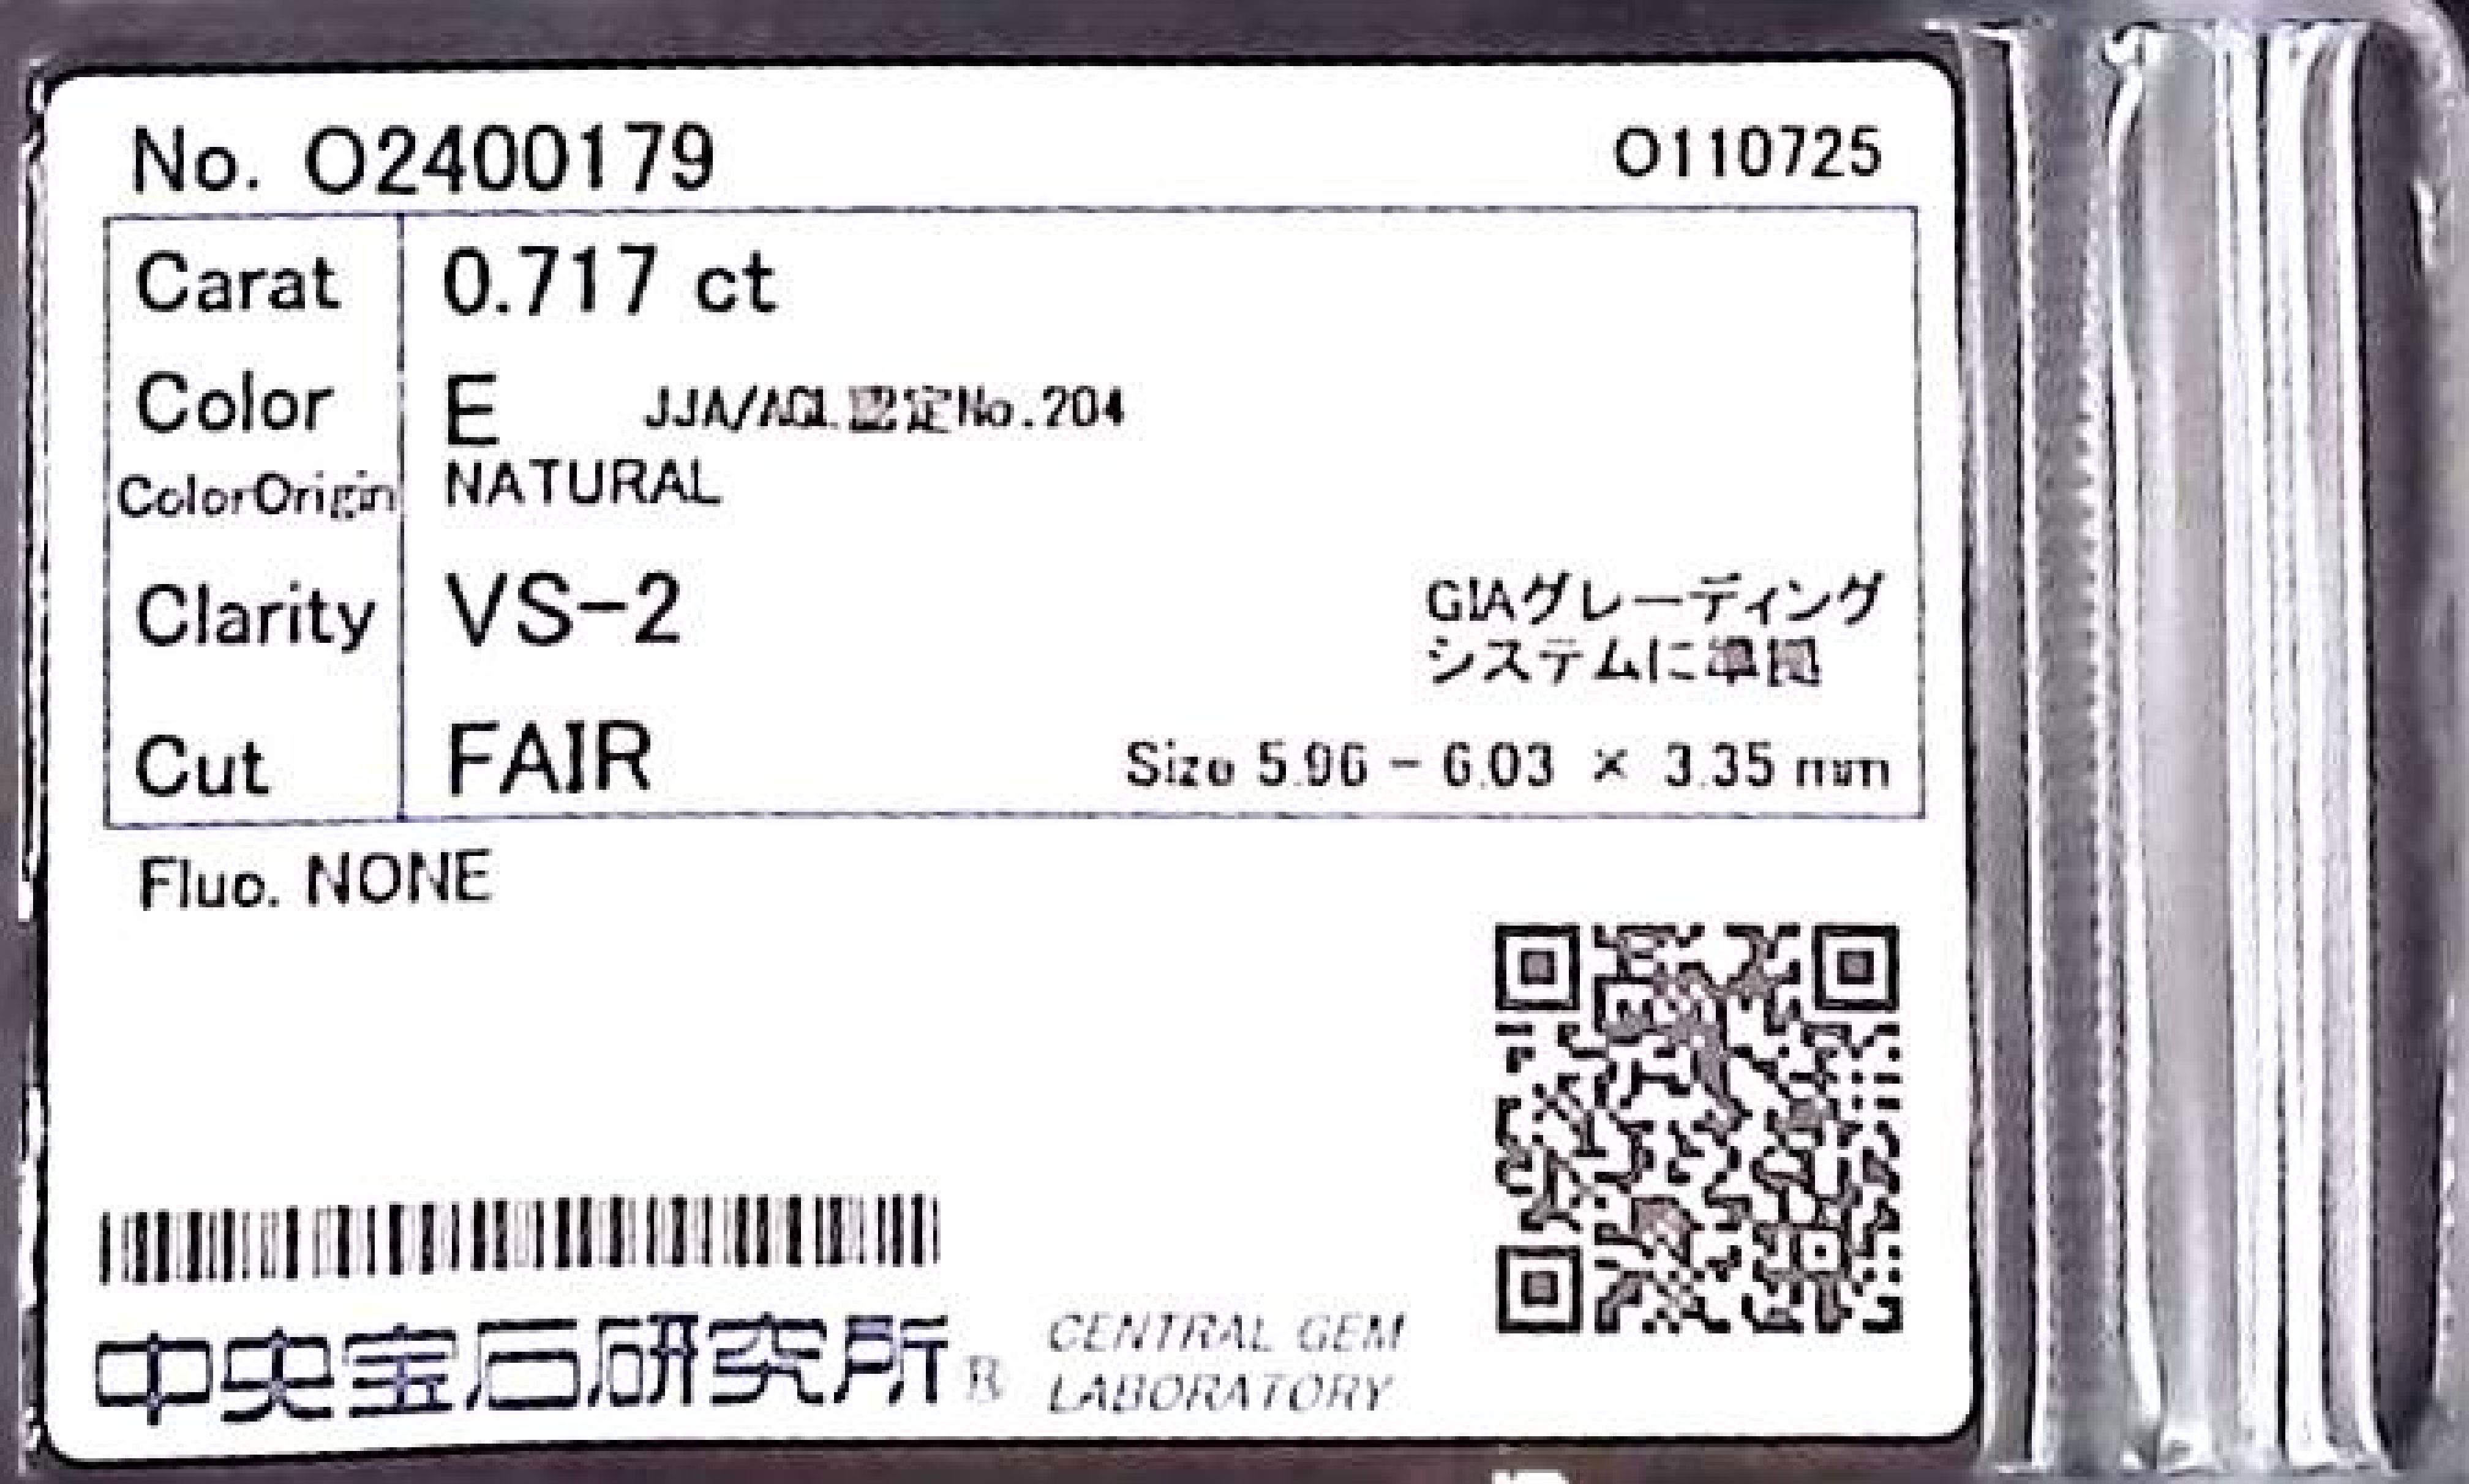 No. O2400179
O110725
Carat 0.717 ct
Color E JJA/AGL認定No.204
ColorOrigin NATURAL
Clarity VS-2
GIAグレーディング
システムに準拠
Cut FAIR
Size 5.96 - 6.03 × 3.35 mm
Fluo. NONE
中央宝石研究所®
CENTRAL GEM
LABORATORY